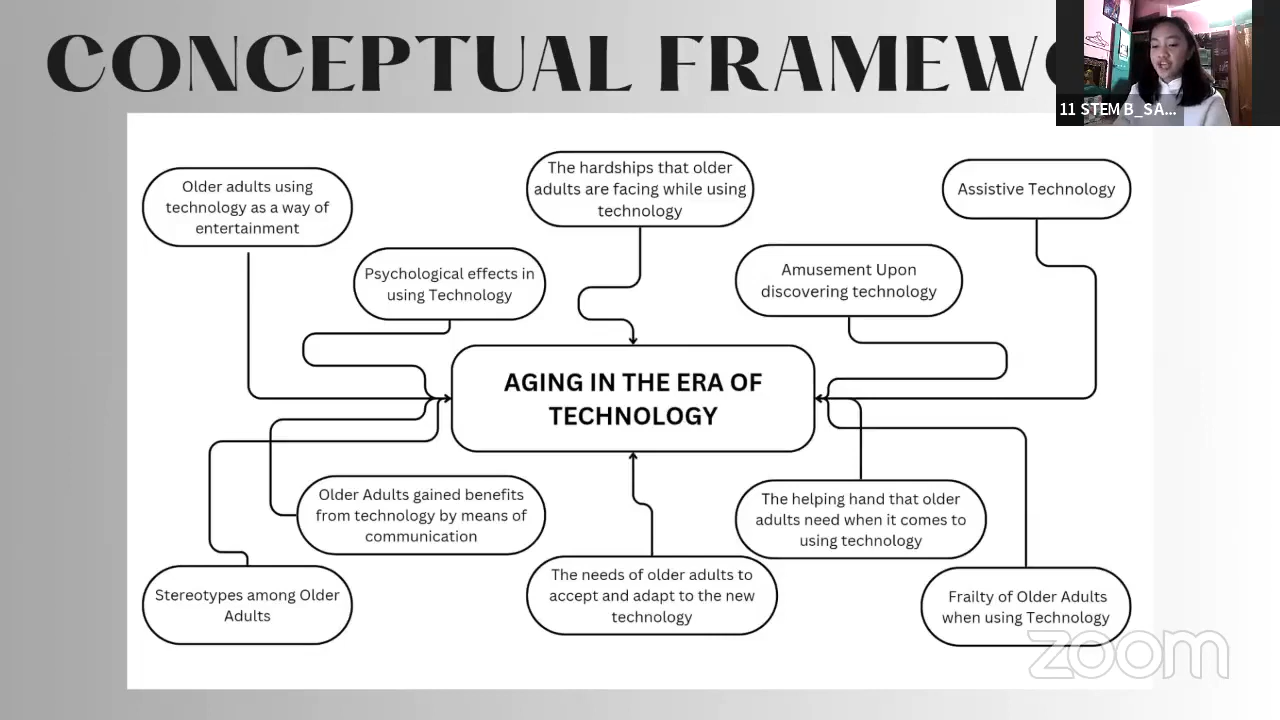 CONCEPTUAL FRAMEW
11 STEM B_SA...
Older adults using
technology as a way of
entertainment
The hardships that older
adults are facing while using
technology
Assistive Technology
Psychological effects in
using Technology
Amusement Upon
discovering technology
AGING IN THE ERA OF
TECHNOLOGY
Older Adults gained benefits
from technology by means of
communication
The helping hand that older
adults need when it comes to
using technology
Stereotypes among Older
Adults
The needs of older adults to
accept and adapt to the new
technology
Frailty of Older Adults
when using Technology
zoom